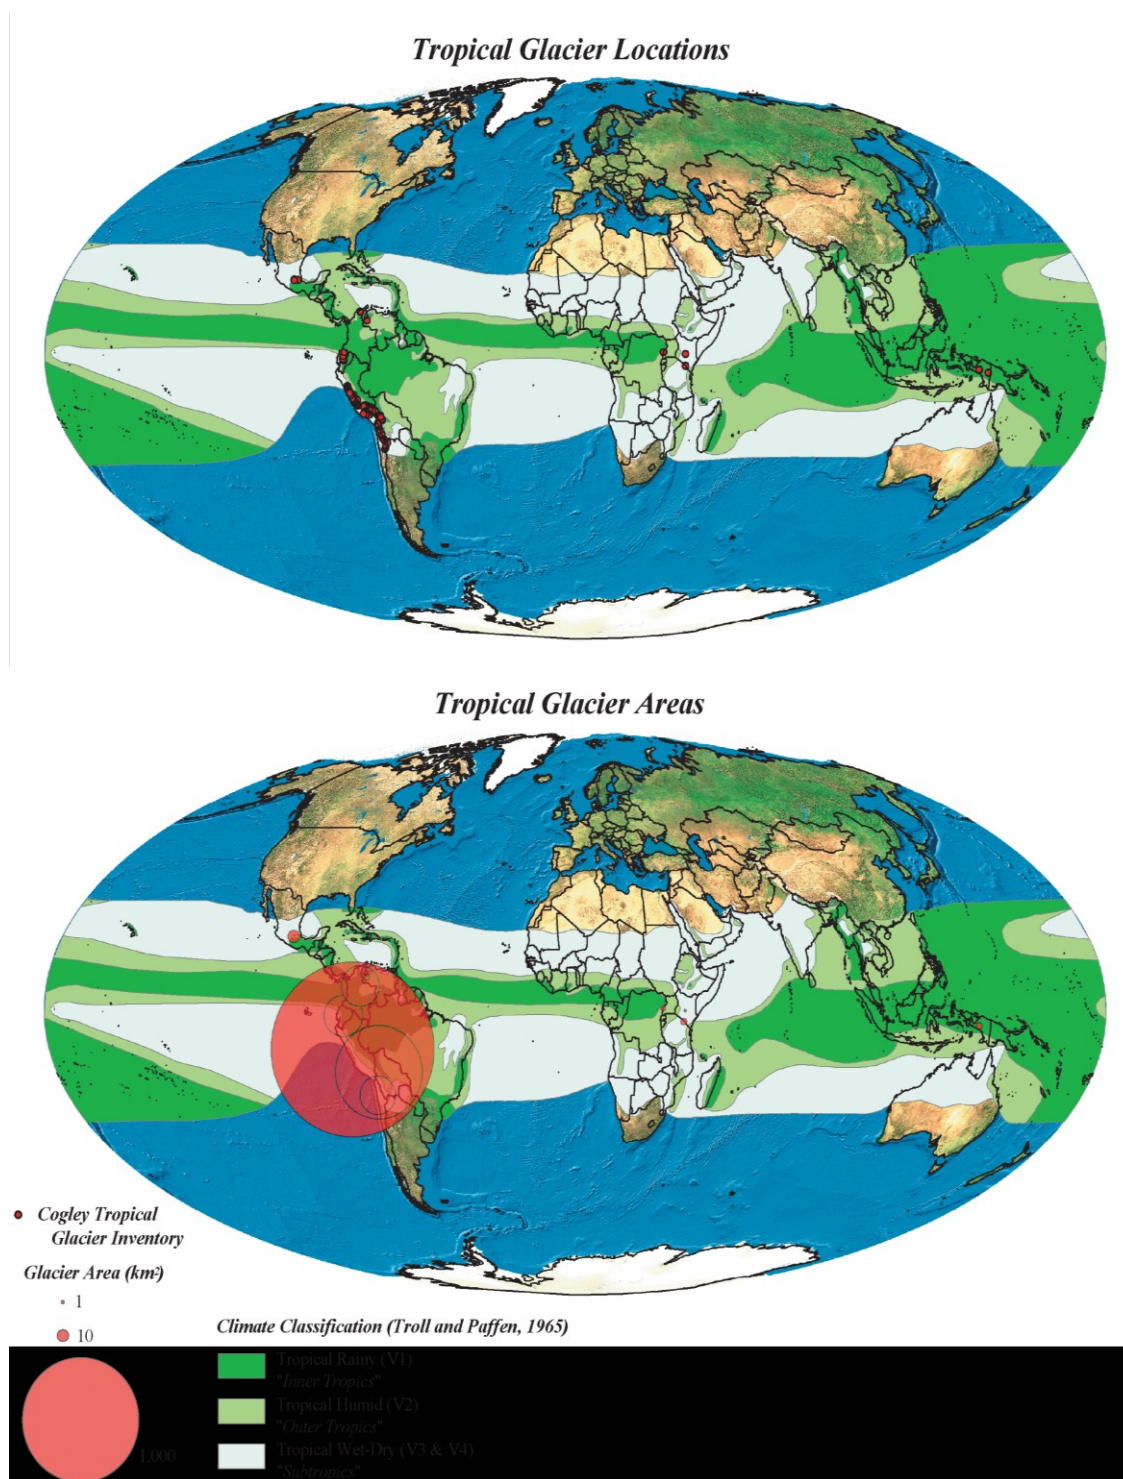 Tropical Glacier Locations
Tropical Glacier Areas
Cogley Tropical
Glacier Inventory
Glacier Area (km²)
1
10
1,000
Climate Classification (Troll and Paffen, 1965)
Tropical Rainy (V1)
"Inner Tropics"
Tropical Humid (V2)
"Outer Tropics"
Tropical Wet-Dry (V3 & V4)
"Subtropics"